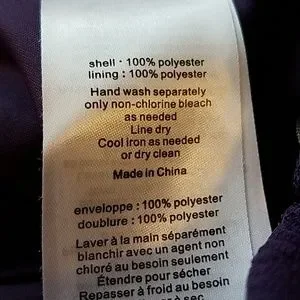 shell : 100% polyester
lining : 100% polyester
Hand wash separately
only non-chlorine bleach
as needed
Line dry
Cool iron as needed
or dry clean
Made in China
enveloppe : 100% polyester
doublure : 100% polyester
Laver à la main séparément
blanchir avec un agent non
chloré au besoin seulement
Étendre pour sécher
Repasser à froid au besoin
à sec